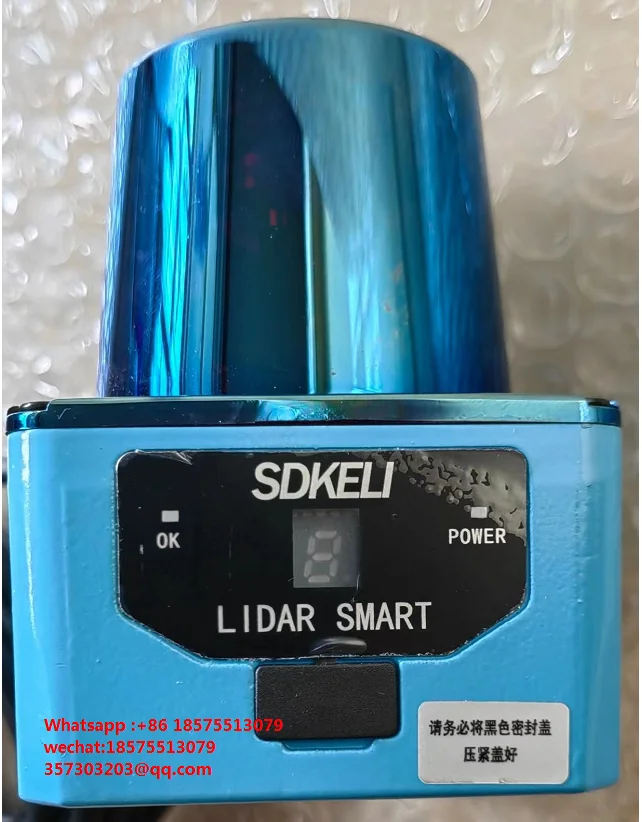 SDKELI
OK
8
POWER
LIDAR SMART
请务必将黑色密封盖
压紧盖好
Whatsapp :+86 18575513079
wechat:18575513079
357303203@qq.com